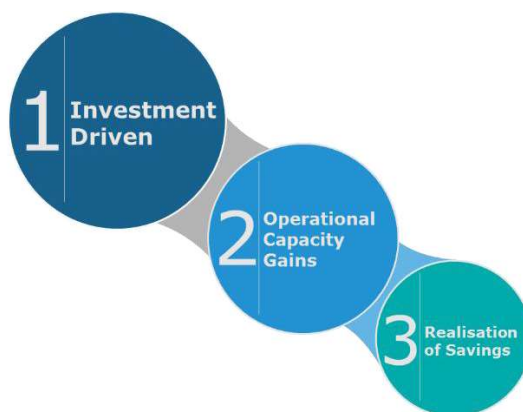 1 Investment
Driven
2 Operational
Capacity
Gains
3 Realisation
of Savings